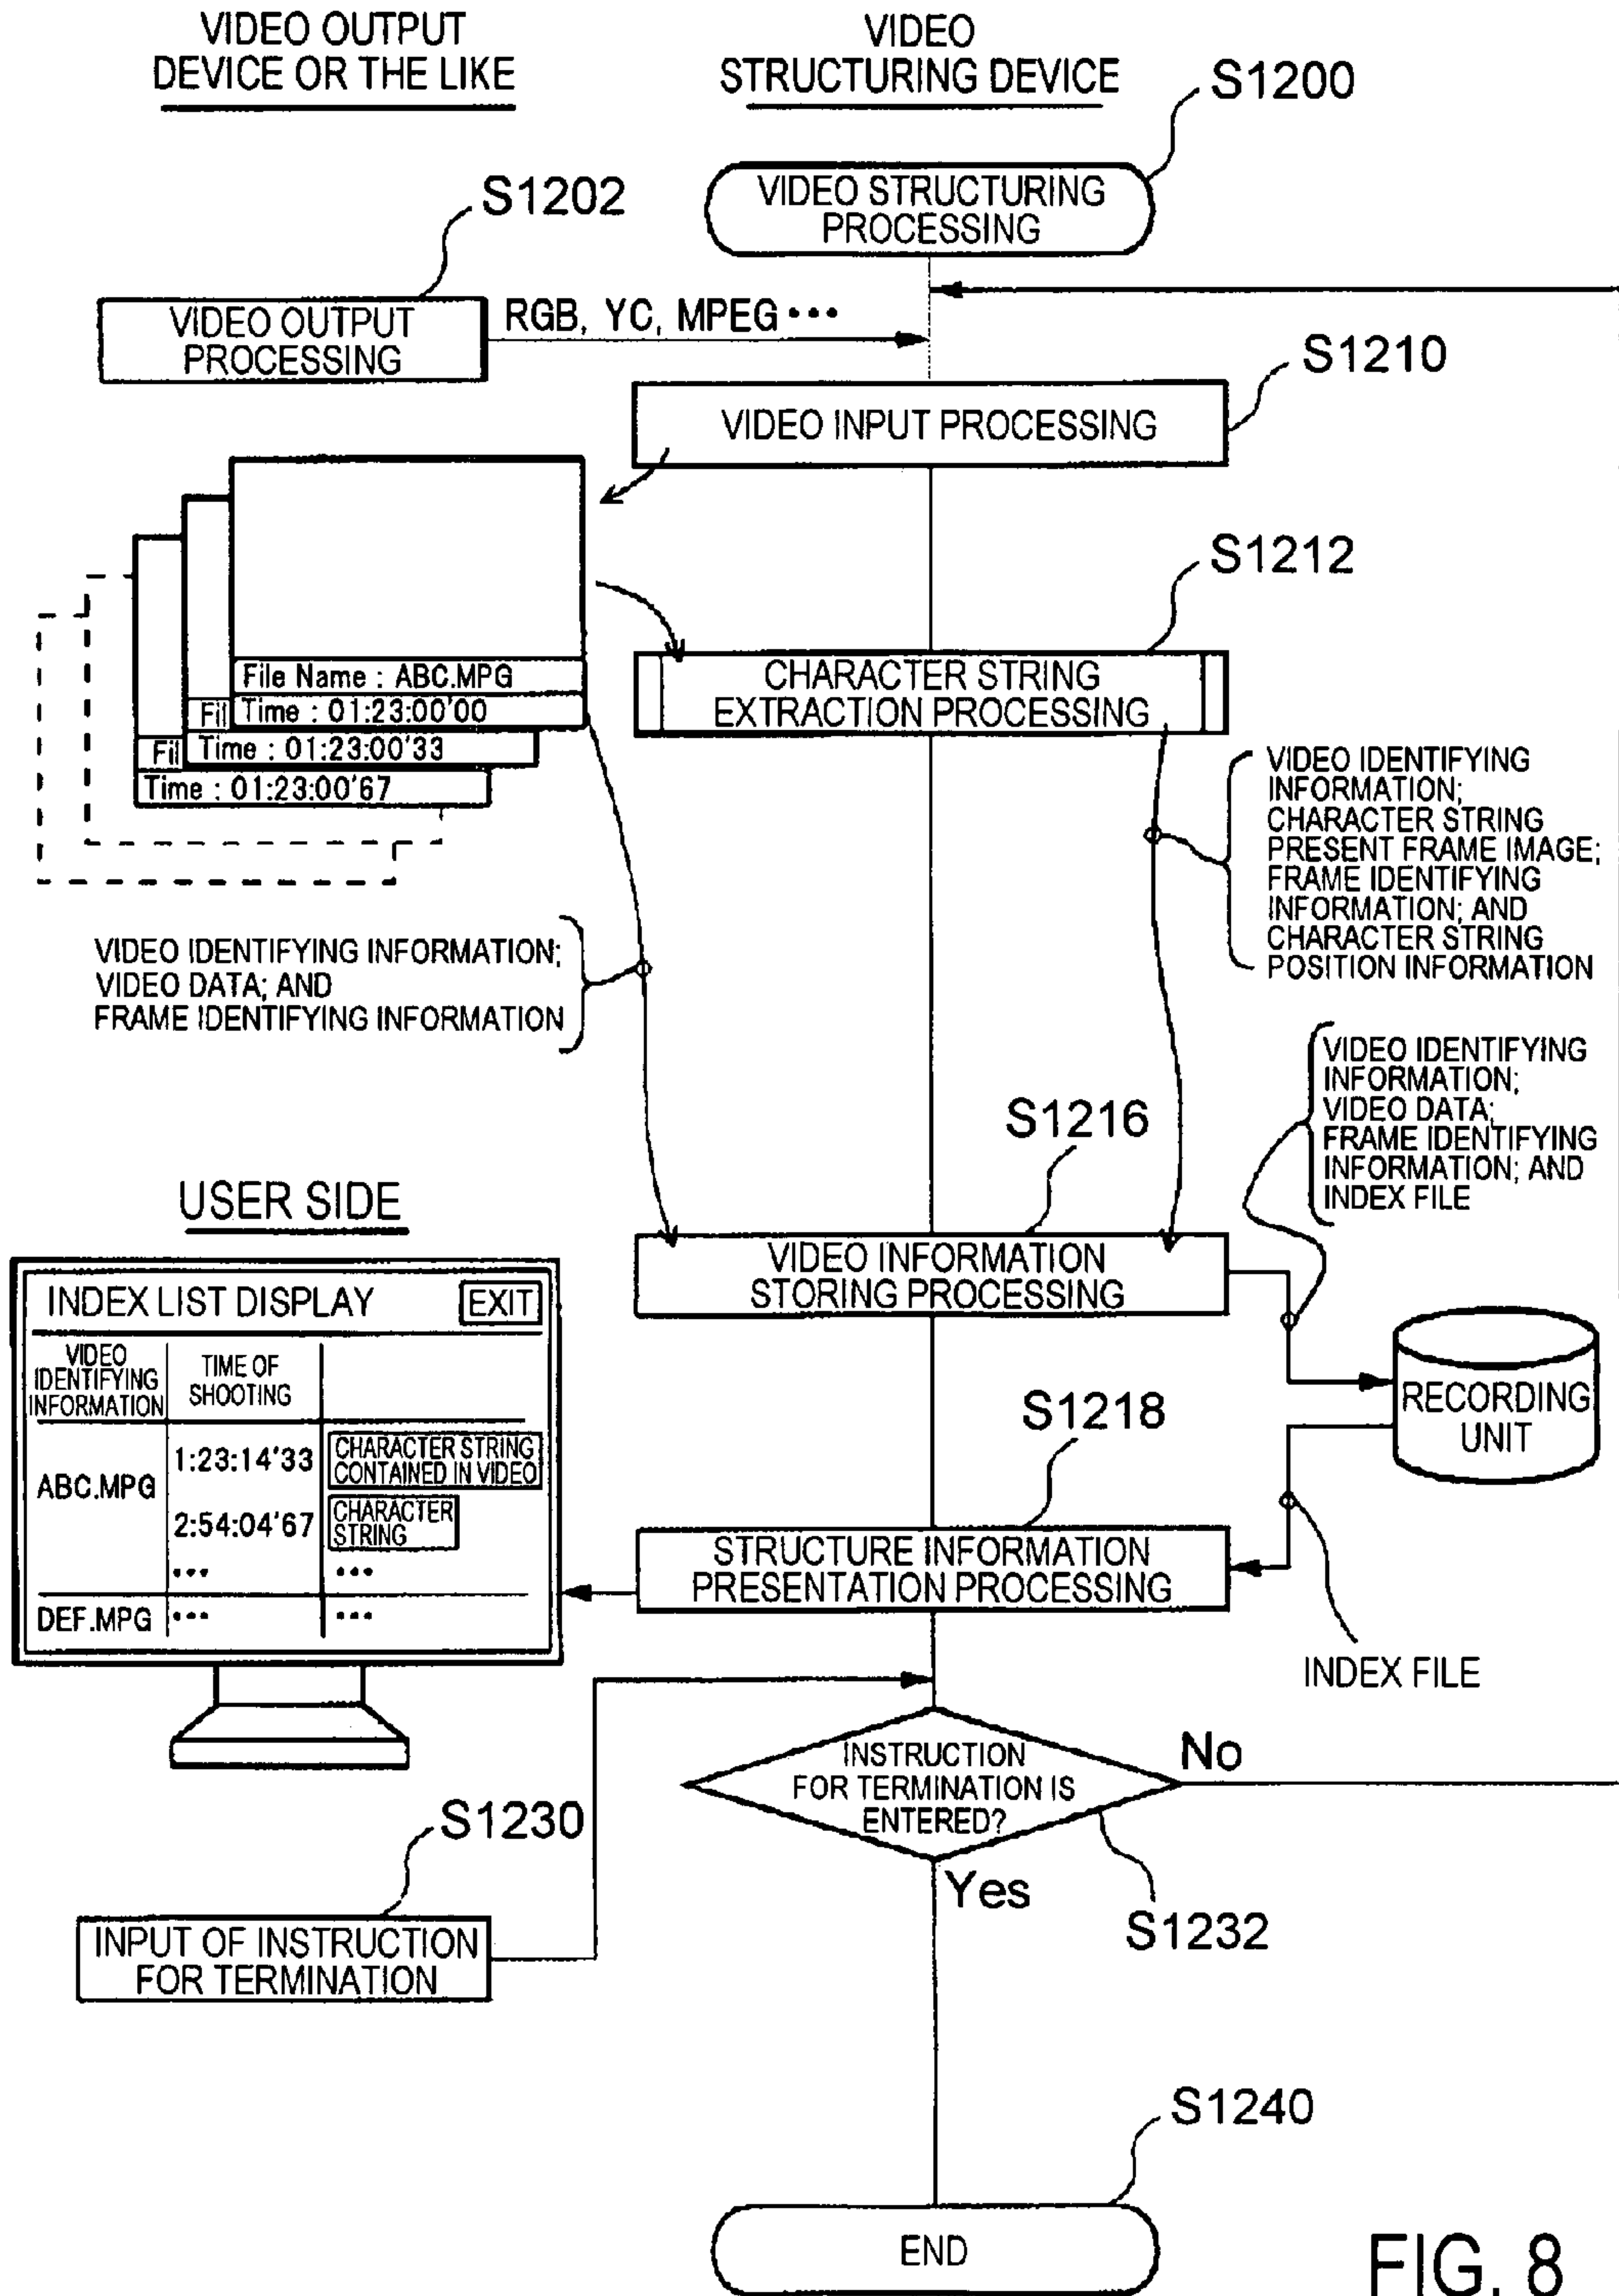 VIDEO OUTPUT
DEVICE OR THE LIKE
VIDEO
STRUCTURING DEVICE
S1200
VIDEO STRUCTURING
PROCESSING
S1202
VIDEO OUTPUT
PROCESSING
RGB, YC, MPEG •••
S1210
VIDEO INPUT PROCESSING
File Name : ABC.MPG
Fil
Time : 01:23:00'00
Fil
Time : 01:23:00'33
Time : 01:23:00'67
S1212
CHARACTER STRING
EXTRACTION PROCESSING
VIDEO IDENTIFYING
INFORMATION;
CHARACTER STRING
PRESENT FRAME IMAGE;
FRAME IDENTIFYING
INFORMATION; AND
CHARACTER STRING
POSITION INFORMATION
VIDEO IDENTIFYING INFORMATION;
VIDEO DATA; AND
FRAME IDENTIFYING INFORMATION
VIDEO IDENTIFYING
INFORMATION;
VIDEO DATA;
FRAME IDENTIFYING
INFORMATION; AND
INDEX FILE
S1216
VIDEO INFORMATION
STORING PROCESSING
RECORDING
UNIT
USER SIDE
INDEX LIST DISPLAY
EXIT
VIDEO
IDENTIFYING
INFORMATION
TIME OF
SHOOTING
ABC.MPG
1:23:14'33
CHARACTER STRING
CONTAINED IN VIDEO
2:54:04'67
CHARACTER
STRING
•••
•••
DEF.MPG
•••
•••
S1218
STRUCTURE INFORMATION
PRESENTATION PROCESSING
INDEX FILE
INSTRUCTION
FOR TERMINATION IS
ENTERED?
No
Yes
S1232
S1230
INPUT OF INSTRUCTION
FOR TERMINATION
S1240
END
FIG. 8